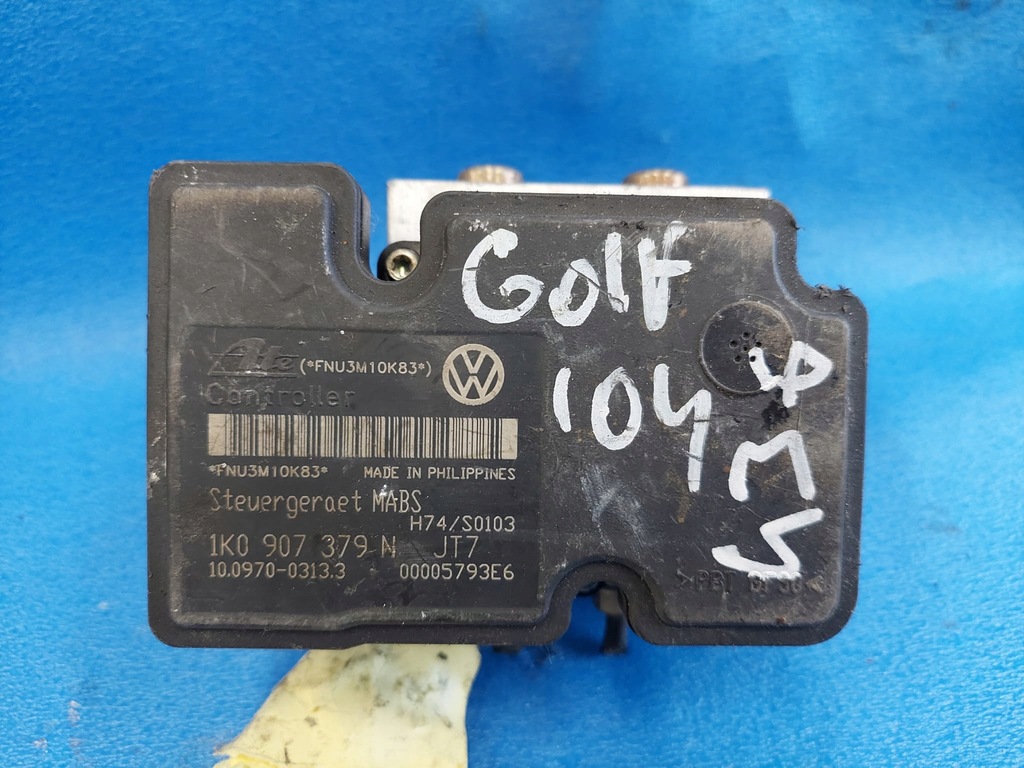 Ate (*FNU3M10K83*)
Controller
*FNU3M10K83* MADE IN PHILIPPINES
Steuergeraet MABS
H74/S0103
1K0 907 379 N JT7
10.0970-0313.3 00005793E6
Golf
104